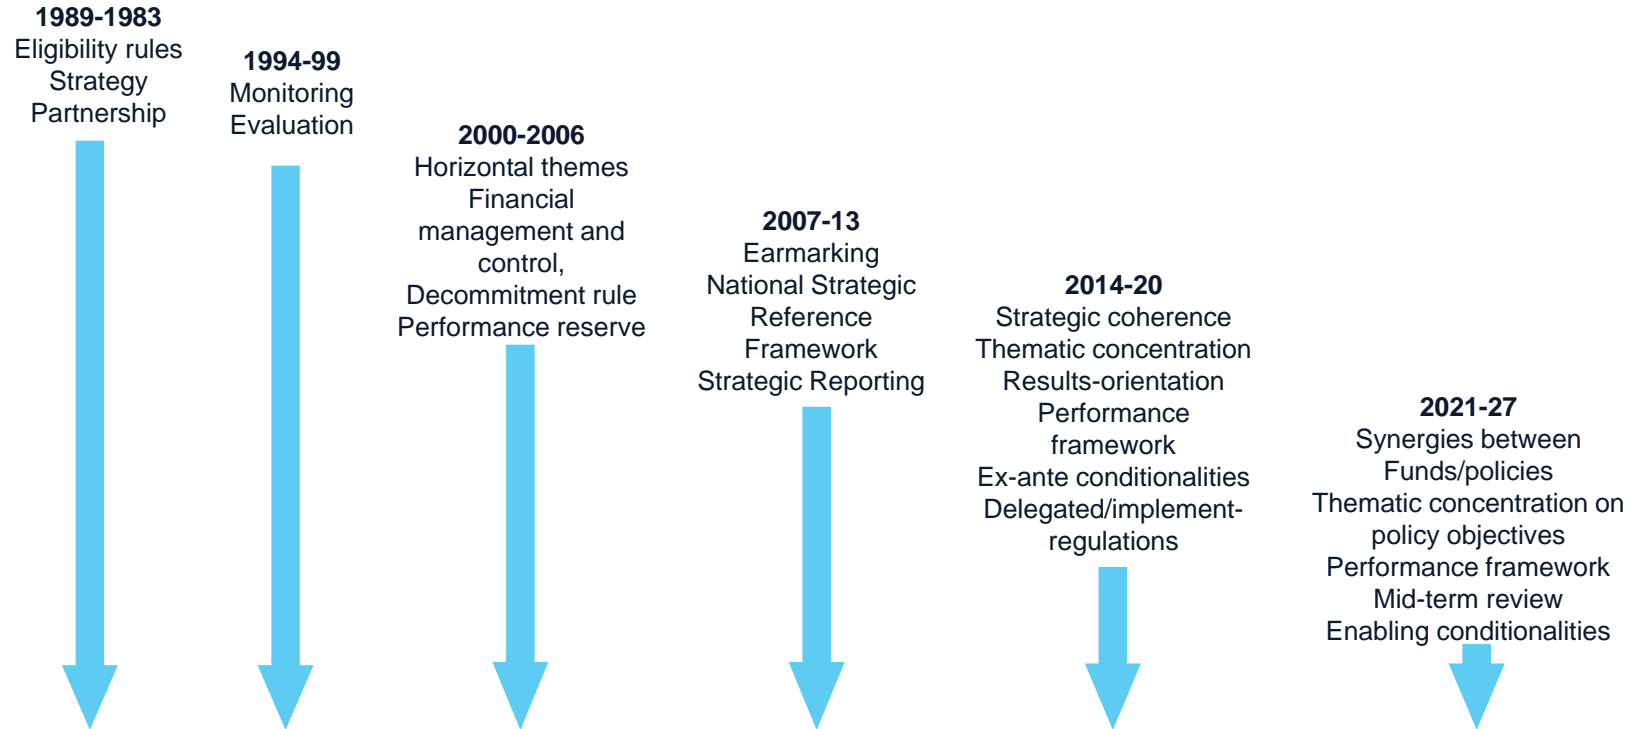 1989-1983
Eligibility rules
Strategy
Partnership
1994-99
Monitoring
Evaluation
2000-2006
Horizontal themes
Financial
management and
control,
Decommitment rule
Performance reserve
2007-13
Earmarking
National Strategic
Reference
Framework
Strategic Reporting
2014-20
Strategic coherence
Thematic concentration
Results-orientation
Performance
framework
Ex-ante conditionalities
Delegated/implement-
regulations
2021-27
Synergies between
Funds/policies
Thematic concentration on
policy objectives
Performance framework
Mid-term review
Enabling conditionalities